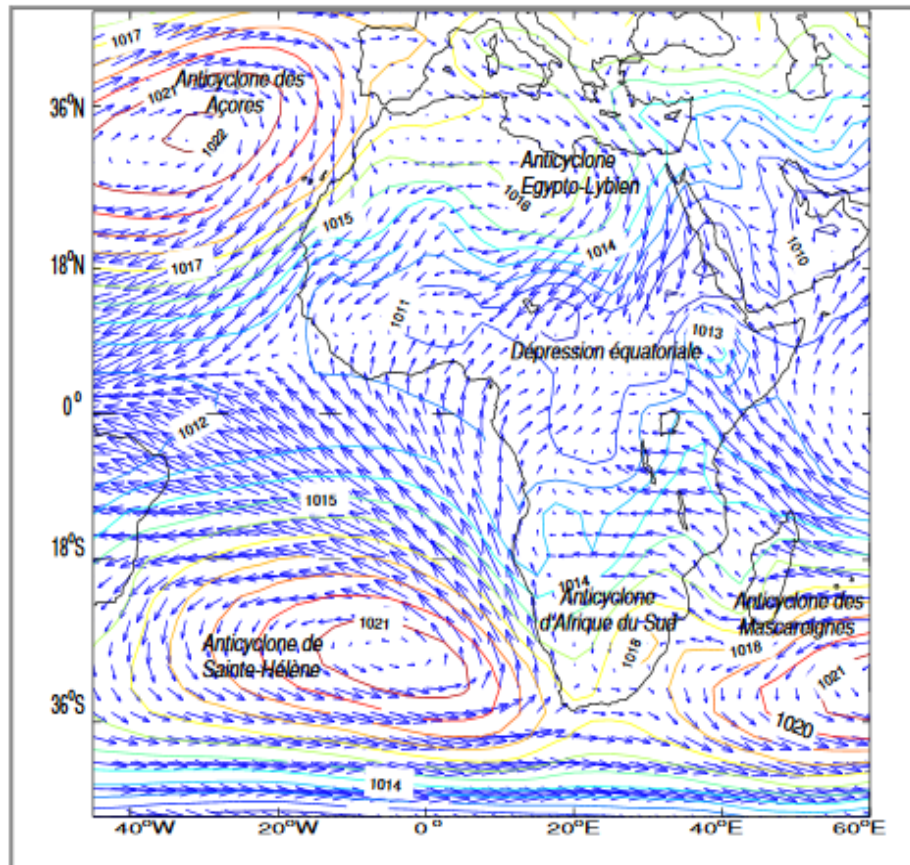 1017
Anticyclone des
Açores
1021
36°N
1022
Anticyclone
Egypto-Lybien
1016
1015
1014
1010
1017
18°N
1011
1013
Dépression équatoriale
0°
1012
1015
18°S
1014
Anticyclone
d'Afrique du Sud
Anticyclone des
Mascareignes
1021
Anticyclone de
Sainte-Hélène
1018
1018
1021
36°S
1020
1014
40°W
20°W
0°
20°E
40°E
60°E